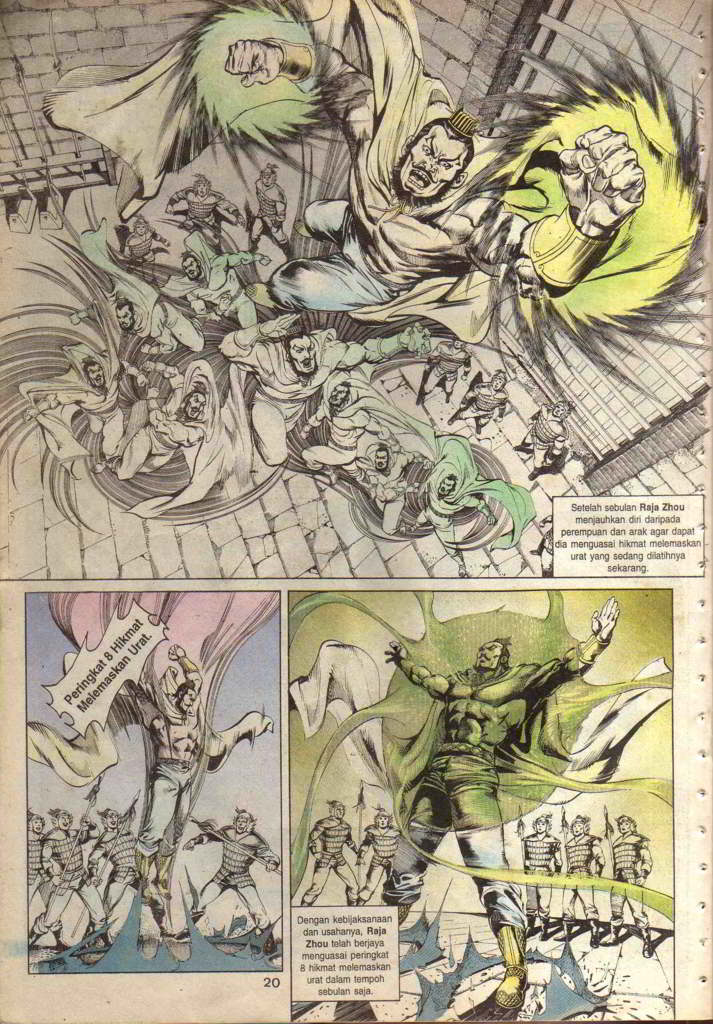 Setelah sebulan Raja Zhou
menjauhkan diri daripada
perempuan dan arak agar dapat
dia menguasai hikmat melemaskan
urat yang sedang dilatihnya
sekarang.
Peringkat 8 Hikmat
Melemaskan Urat.
Dengan kebijaksanaan
dan usahanya, Raja
Zhou telah berjaya
menguasai peringkat
8 hikmat melemaskan
urat dalam tempoh
sebulan saja.
20